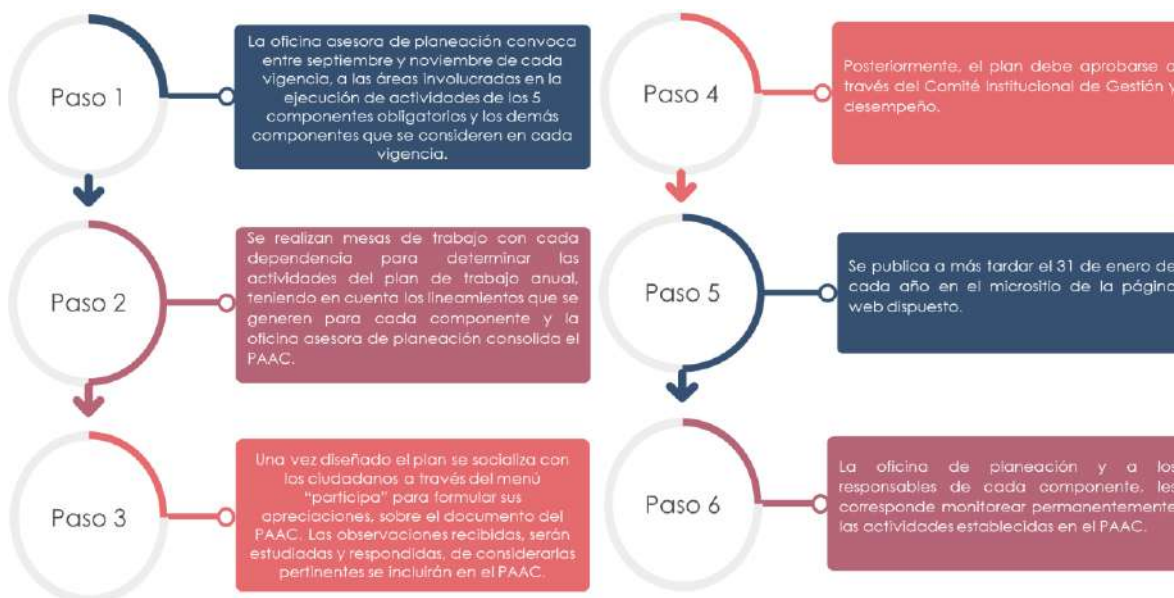 Paso 1
La oficina asesora de planeación convoca
entre septiembre y noviembre de cada
vigencia, a las áreas involucradas en la
ejecución de actividades de los 5
componentes obligatorios y los demás
componentes que se consideren en cada
vigencia.
Paso 2
Se realizan mesas de trabajo con cada
dependencia para determinar las
actividades del plan de trabajo anual,
teniendo en cuenta los lineamientos que se
generen para cada componente y la
oficina asesora de planeación consolida el
PAAC.
Paso 3
Una vez diseñado el plan se socializa con
los ciudadanos a través del menú
“participa” para formular sus
apreciaciones, sobre el documento del
PAAC. Las observaciones recibidas, serán
estudiadas y respondidas, de considerarlas
pertinentes se incluirán en el PAAC.
Paso 4
Posteriormente, el plan debe aprobarse a
través del Comité Institucional de Gestión y
desempeño.
Paso 5
Se publica a más tardar el 31 de enero de
cada año en el micrositio de la página
web dispuesto.
Paso 6
La oficina de planeación y a los
responsables de cada componente, les
corresponde monitorear permanentemente
las actividades establecidas en el PAAC.